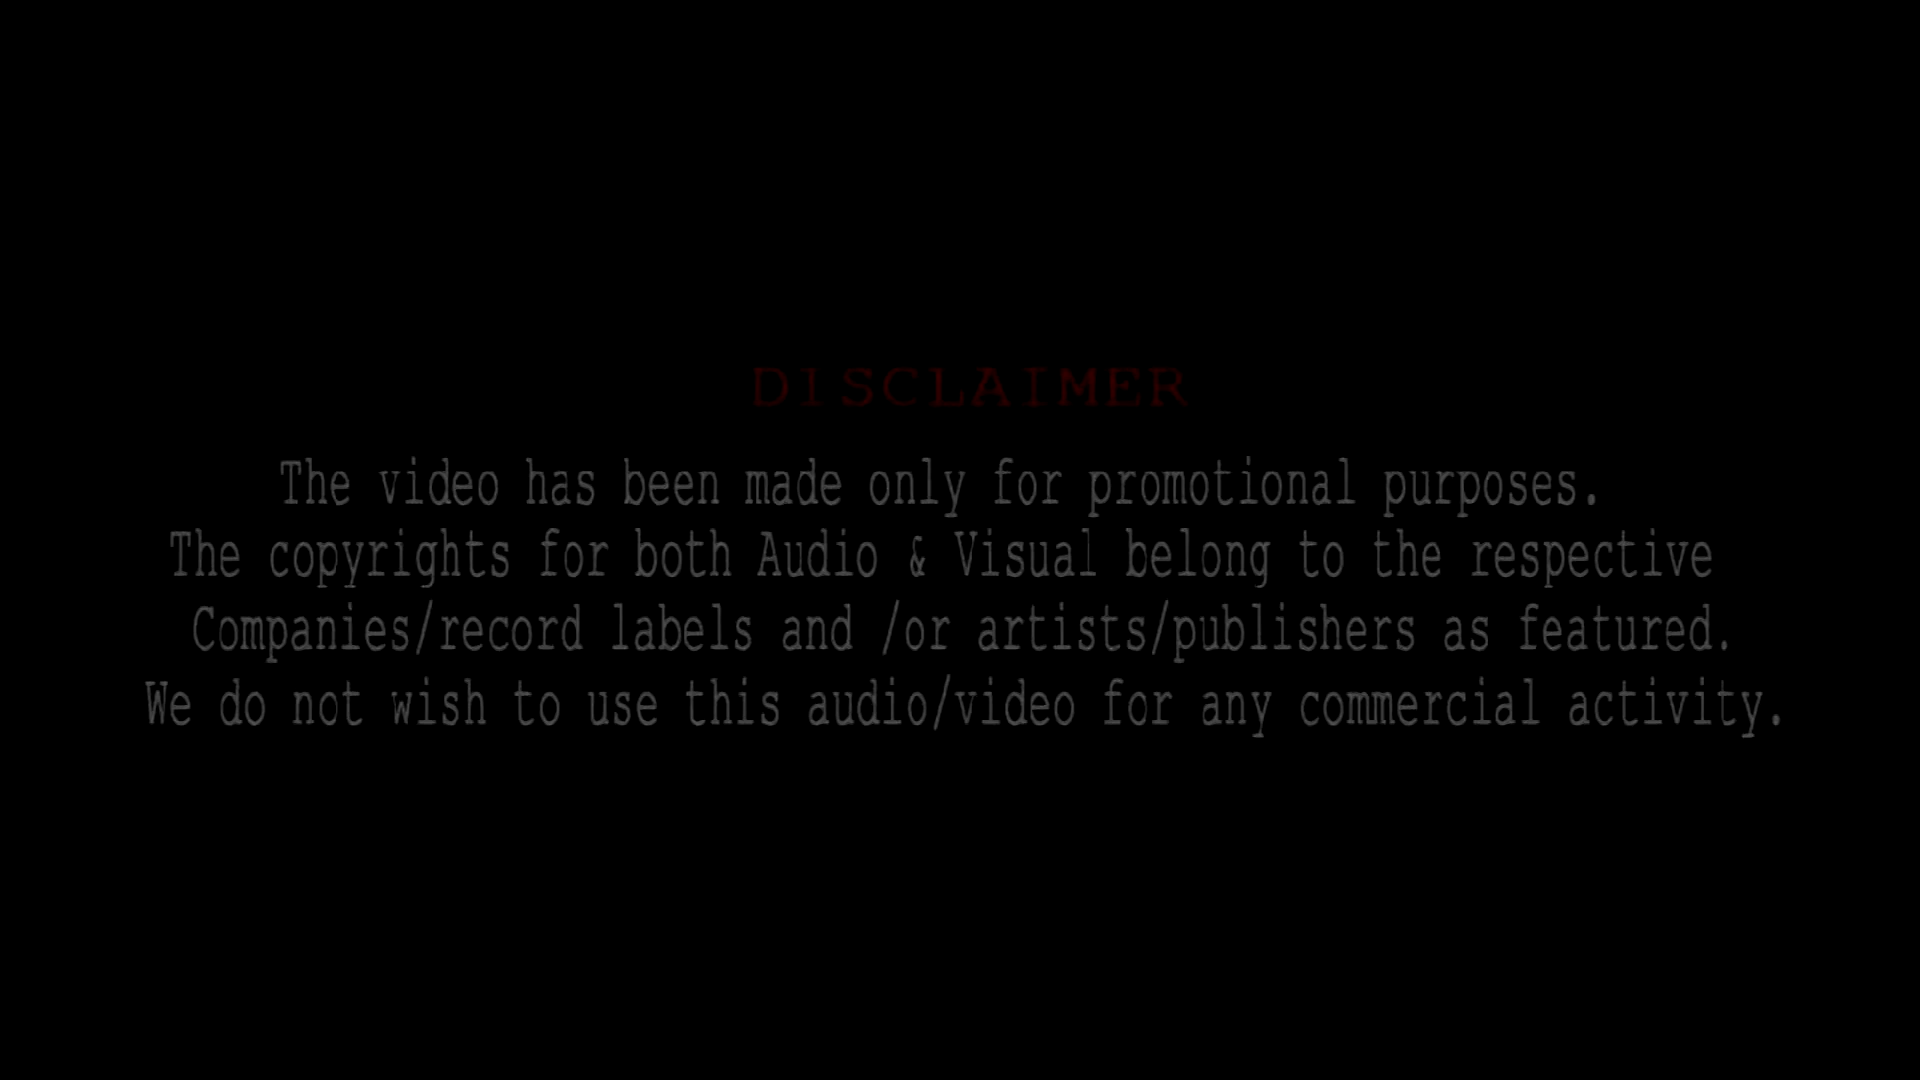 DISCLAIMER
The video has been made only for promotional purposes.
The copyrights for both Audio & Visual belong to the respective
Companies/record labels and /or artists/publishers as featured.
We do not wish to use this audio/video for any commercial activity.